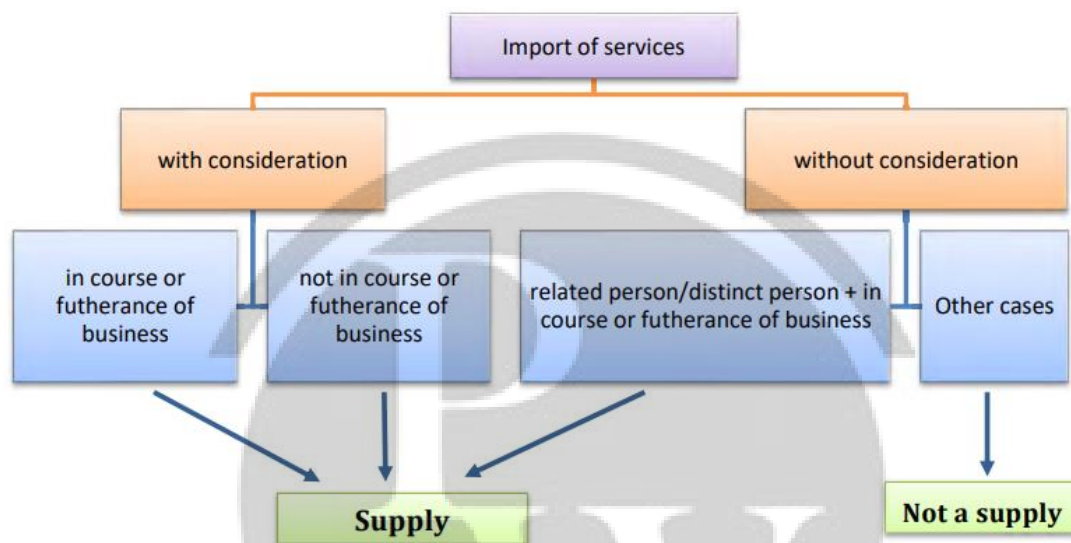 Import of services
with consideration
without consideration
in course or
futherance of
business
not in course or
futherance of
business
related person/distinct person + in
course or futherance of business
Other cases
Supply
Not a supply